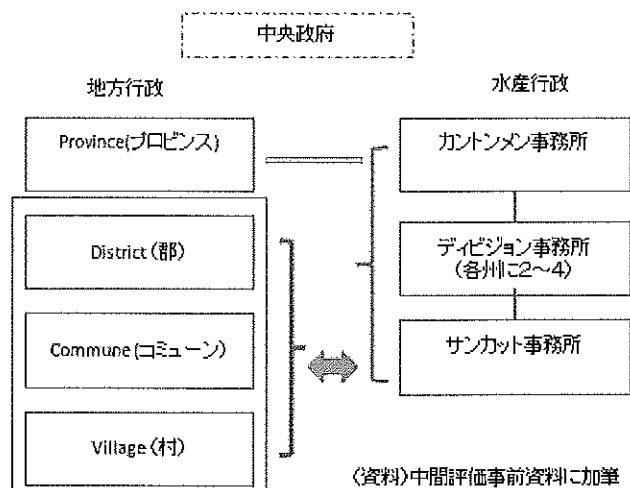 中央政府
地方行政
水産行政
Province(プロビンス)
カントンメン事務所
District（郡）
ディビジョン事務所
(各州に2～4)
Commune(コミューン)
サンカット事務所
Village（村）
（資料）中間評価事前資料に加筆